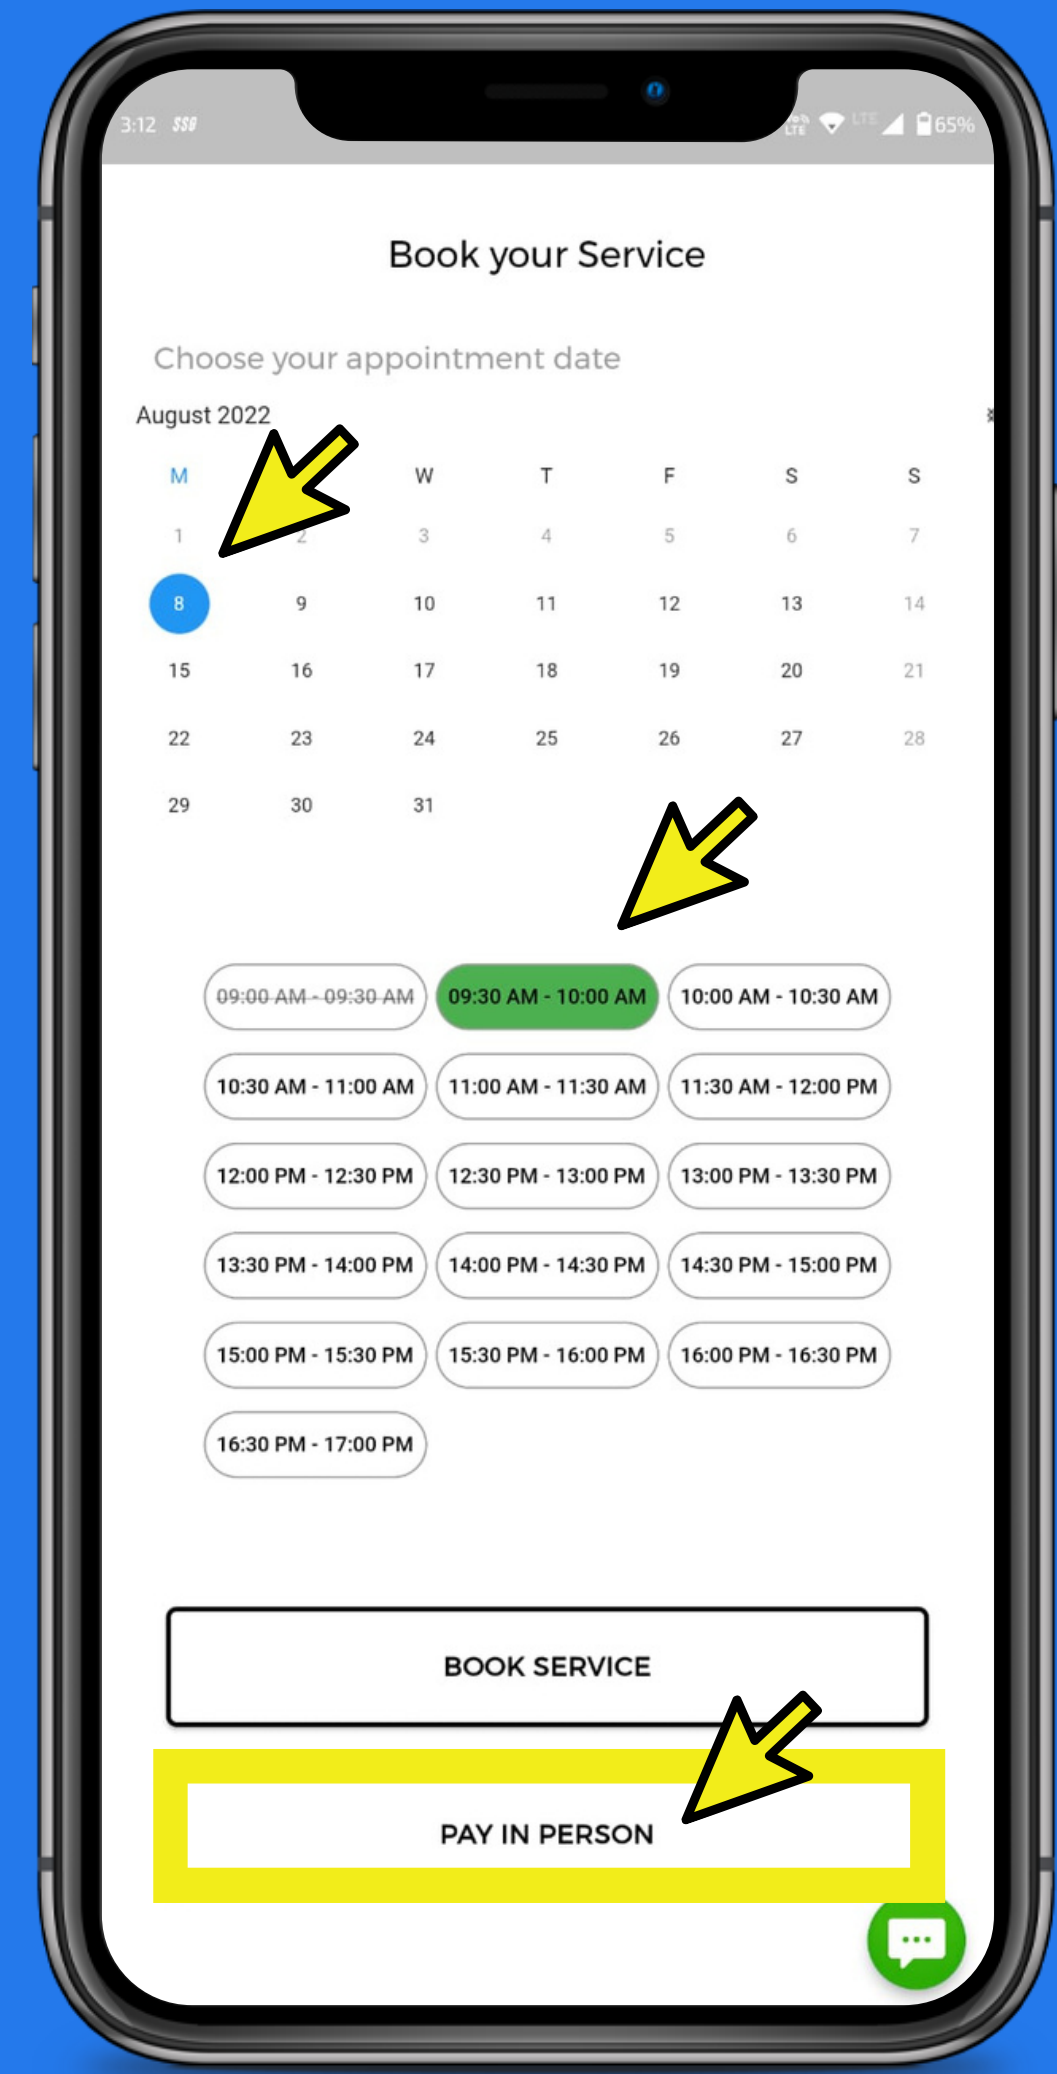 3:12 SSG LTE LTE 65%
Book your Service
Choose your appointment date
August 2022
M W T F S S
1 2 3 4 5 6 7
8 9 10 11 12 13 14
15 16 17 18 19 20 21
22 23 24 25 26 27 28
29 30 31
09:00 AM - 09:30 AM 09:30 AM - 10:00 AM 10:00 AM - 10:30 AM
10:30 AM - 11:00 AM 11:00 AM - 11:30 AM 11:30 AM - 12:00 PM
12:00 PM - 12:30 PM 12:30 PM - 13:00 PM 13:00 PM - 13:30 PM
13:30 PM - 14:00 PM 14:00 PM - 14:30 PM 14:30 PM - 15:00 PM
15:00 PM - 15:30 PM 15:30 PM - 16:00 PM 16:00 PM - 16:30 PM
16:30 PM - 17:00 PM
BOOK SERVICE
PAY IN PERSON